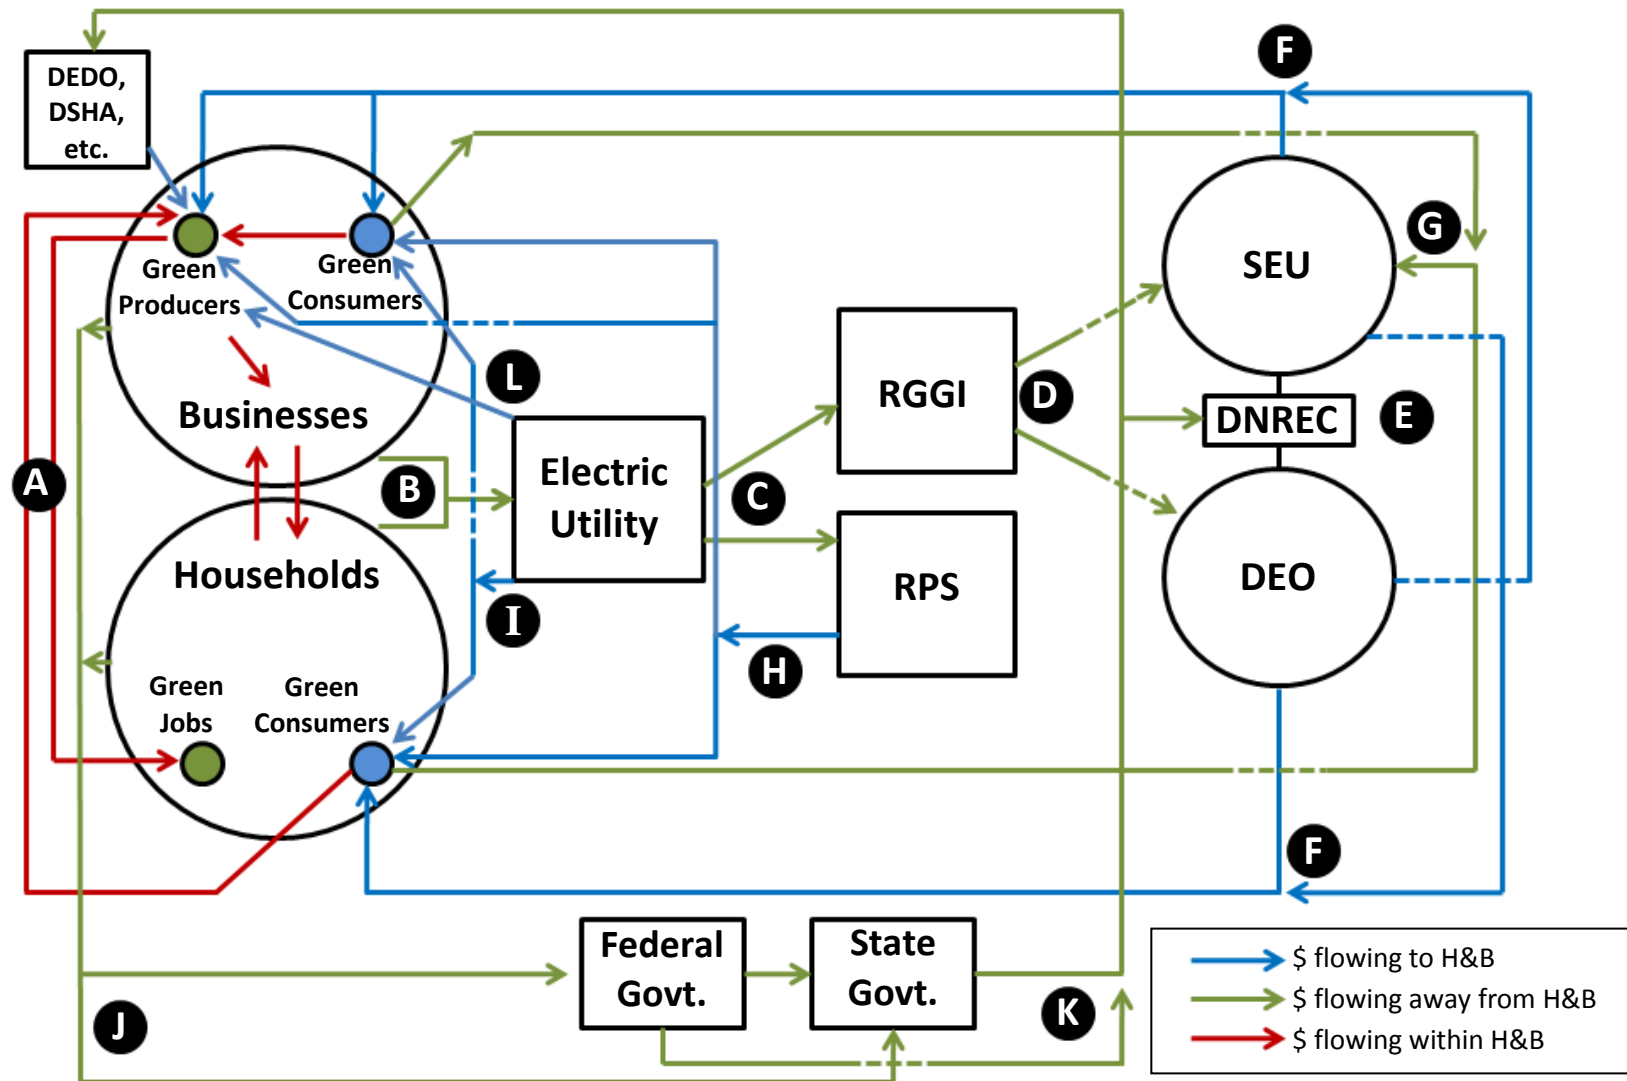 F
DEDO,
DSHA,
etc.
G
SEU
Green
Producers
Green
Consumers
L
RGGI
D
DNREC
E
Businesses
A
B
Electric
Utility
C
Households
RPS
DEO
I
H
Green
Jobs
Green
Consumers
F
Federal
Govt.
State
Govt.
K
J
$ flowing to H&B
$ flowing away from H&B
$ flowing within H&B